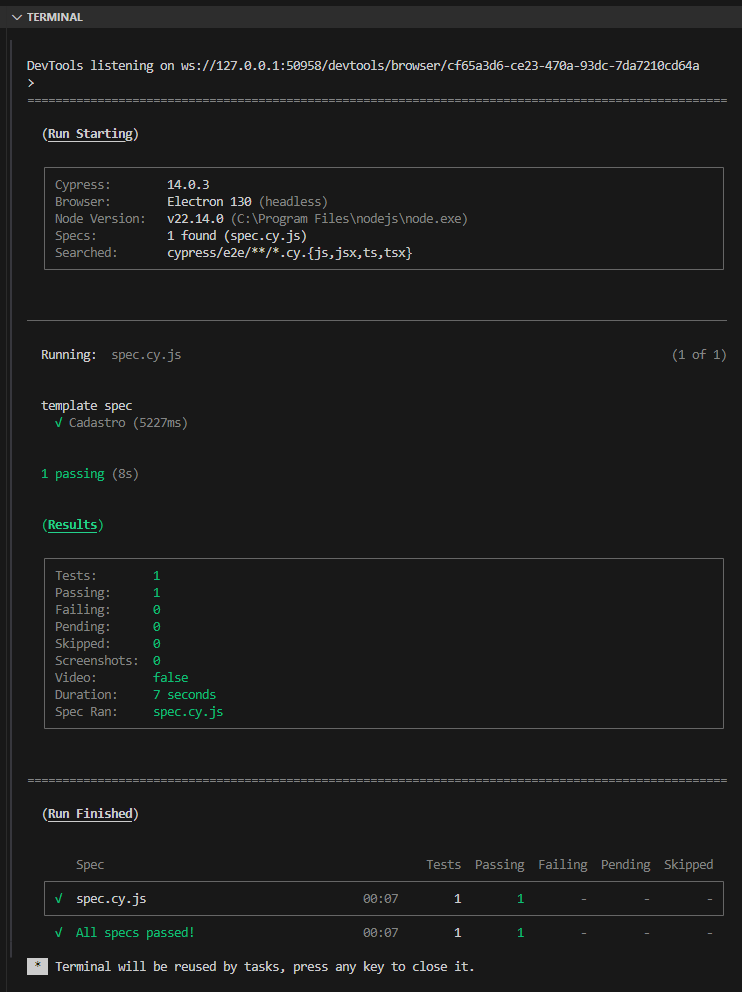 TERMINAL
DevTools listening on ws://127.0.0.1:50958/devtools/browser/cf65a3d6-ce23-470a-93dc-7da7210cd64a
>
====================================================================================================
(Run Starting)
Cypress: 14.0.3
Browser: Electron 130 (headless)
Node Version: v22.14.0 (C:\Program Files\nodejs\node.exe)
Specs: 1 found (spec.cy.js)
Searched: cypress/e2e/**/*.cy.{js,jsx,ts,tsx}
Running: spec.cy.js (1 of 1)
template spec
√ Cadastro (5227ms)
1 passing (8s)
(Results)
Tests: 1
Passing: 1
Failing: 0
Pending: 0
Skipped: 0
Screenshots: 0
Video: false
Duration: 7 seconds
Spec Ran: spec.cy.js
====================================================================================================
(Run Finished)
Spec Tests Passing Failing Pending Skipped
√ spec.cy.js 00:07 1 1 - - -
√ All specs passed! 00:07 1 1 - - -
* Terminal will be reused by tasks, press any key to close it.